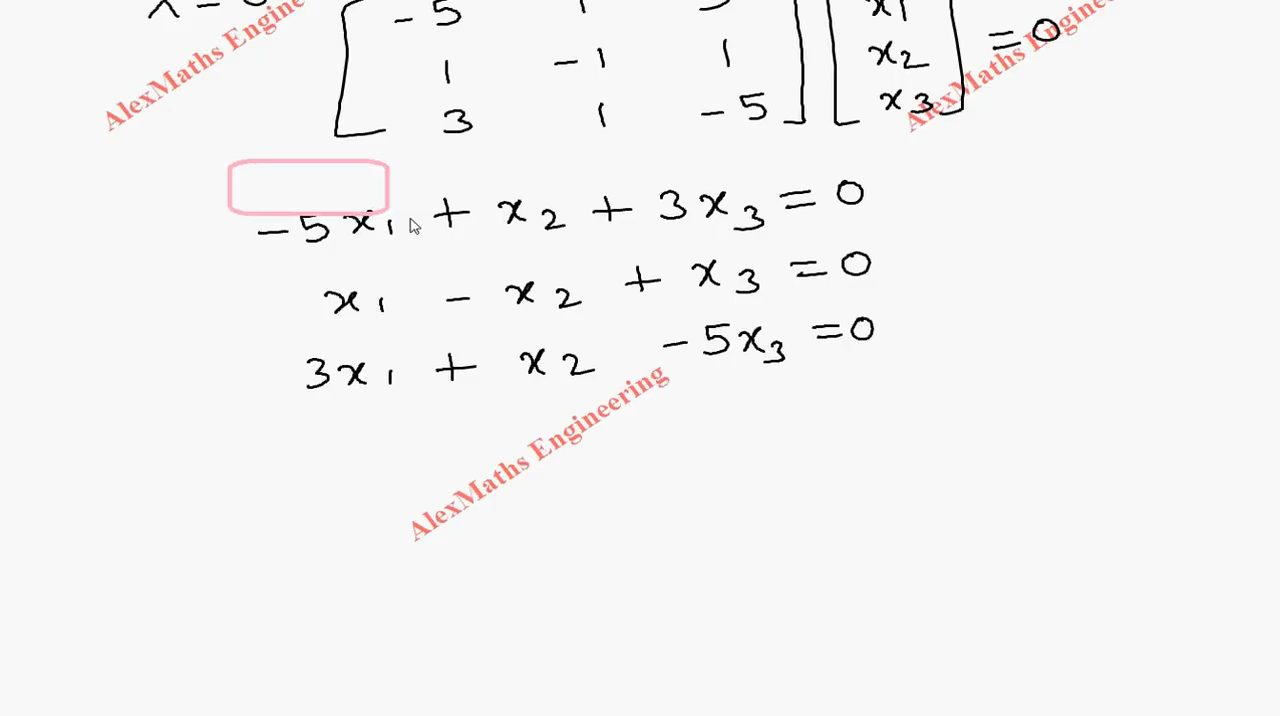 -5 1 3 x1
1 -1 1 x2 = 0
3 1 -5 x3
-5x1 + x2 + 3x3 = 0
x1 - x2 + x3 = 0
3x1 + x2 -5x3 = 0
AlexMaths Engineering